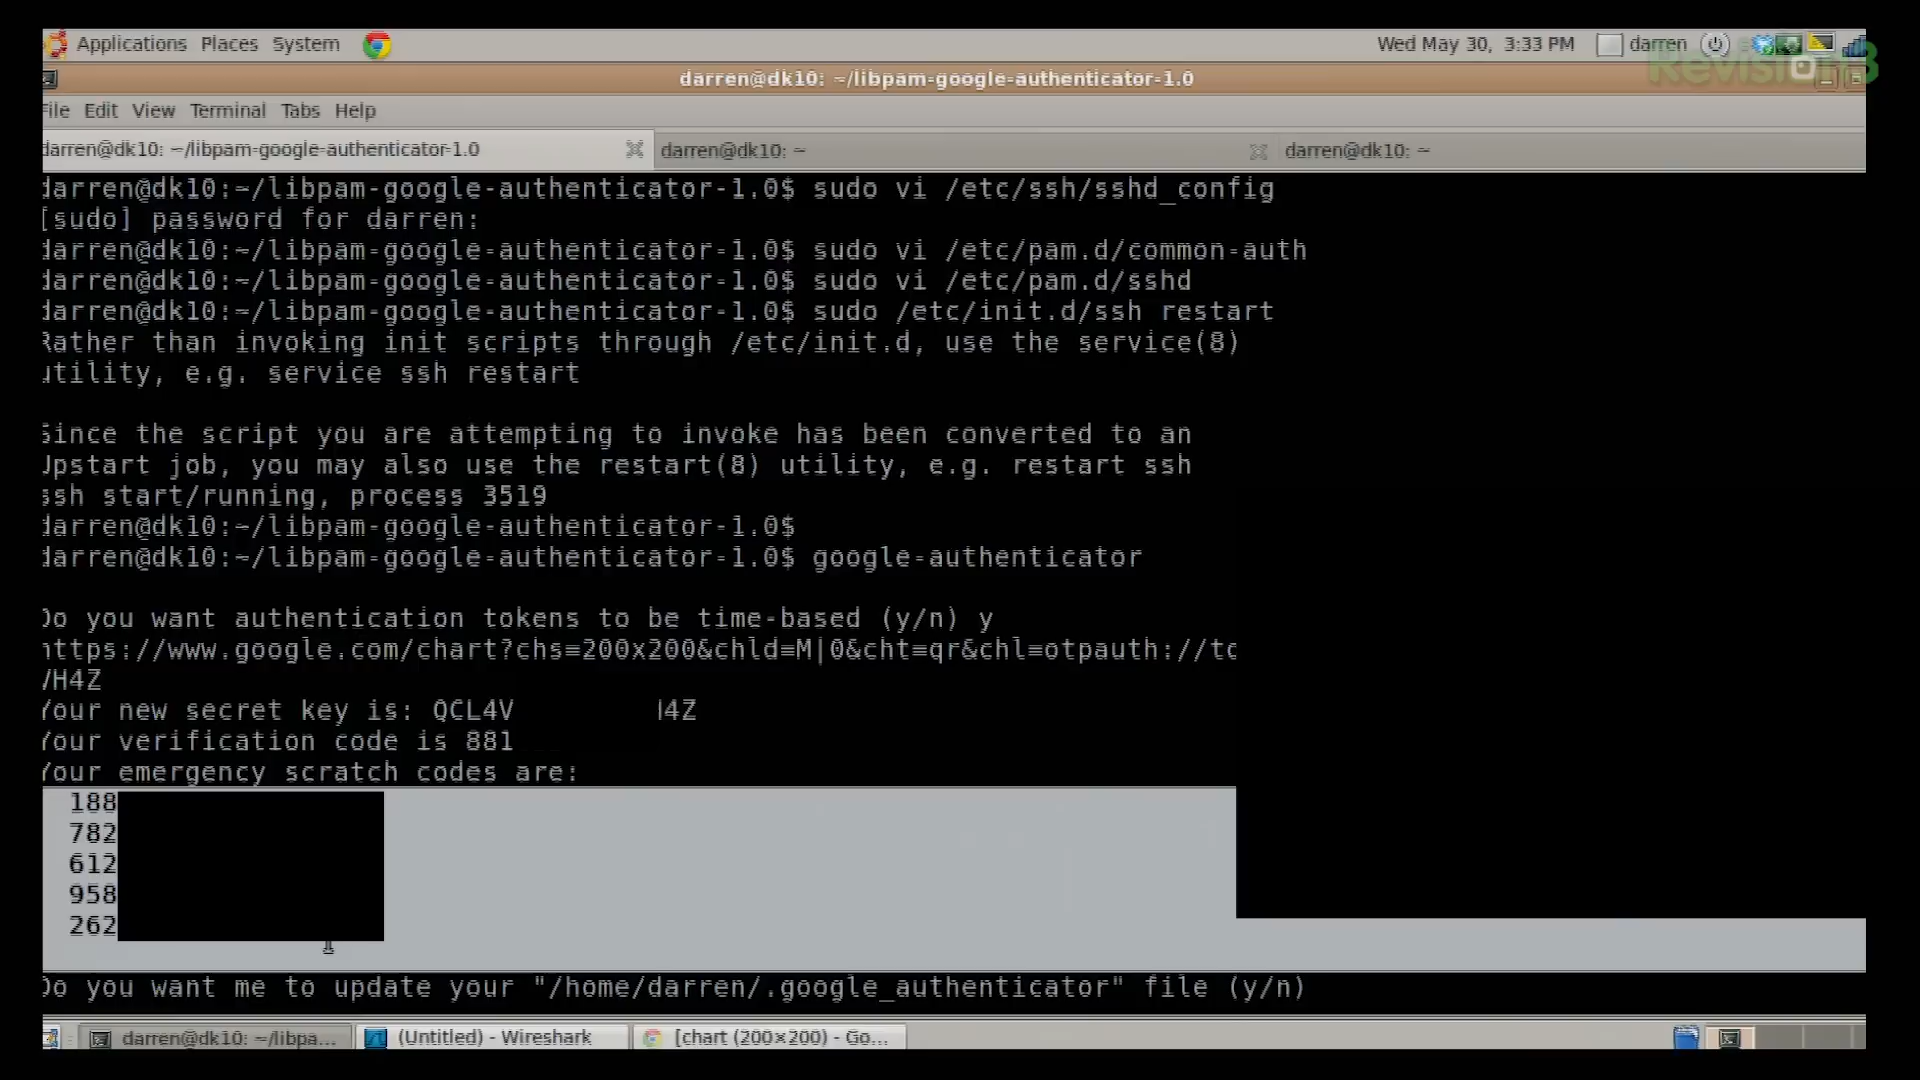 Applications Places System
Wed May 30, 3:33 PM darren
Revision3
darren@dk10: ~/libpam-google-authenticator-1.0
File Edit View Terminal Tabs Help
darren@dk10: ~/libpam-google-authenticator-1.0
darren@dk10: ~
darren@dk10: ~
darren@dk10:~/libpam-google-authenticator-1.0$ sudo vi /etc/ssh/sshd_config
[sudo] password for darren:
darren@dk10:~/libpam-google-authenticator-1.0$ sudo vi /etc/pam.d/common-auth
darren@dk10:~/libpam-google-authenticator-1.0$ sudo vi /etc/pam.d/sshd
darren@dk10:~/libpam-google-authenticator-1.0$ sudo /etc/init.d/ssh restart
Rather than invoking init scripts through /etc/init.d, use the service(8)
utility, e.g. service ssh restart
Since the script you are attempting to invoke has been converted to an
Upstart job, you may also use the restart(8) utility, e.g. restart ssh
ssh start/running, process 3519
darren@dk10:~/libpam-google-authenticator-1.0$
darren@dk10:~/libpam-google-authenticator-1.0$ google-authenticator
Do you want authentication tokens to be time-based (y/n) y
https://www.google.com/chart?chs=200x200&chld=M|0&cht=qr&chl=otpauth://to
VH4Z
Your new secret key is: QCL4V 4Z
Your verification code is 881
Your emergency scratch codes are:
188
782
612
958
262
Do you want me to update your "/home/darren/.google_authenticator" file (y/n)
darren@dk10: ~/libpa...
(Untitled) - Wireshark
[chart (200×200) - Go...